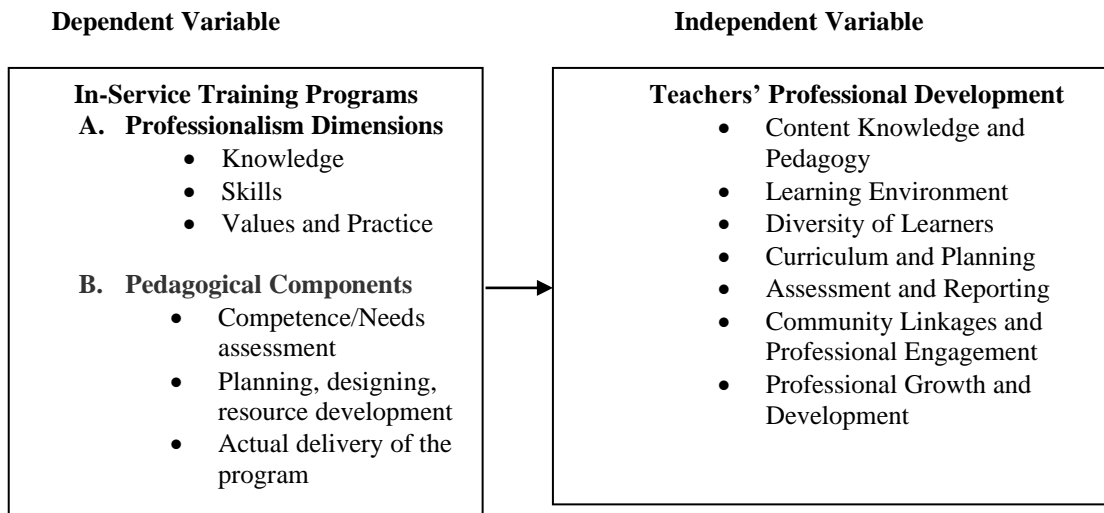 Dependent Variable
Independent Variable
In-Service Training Programs
A. Professionalism Dimensions
• Knowledge
• Skills
• Values and Practice
B. Pedagogical Components
• Competence/Needs
assessment
• Planning, designing,
resource development
• Actual delivery of the
program
Teachers’ Professional Development
• Content Knowledge and
Pedagogy
• Learning Environment
• Diversity of Learners
• Curriculum and Planning
• Assessment and Reporting
• Community Linkages and
Professional Engagement
• Professional Growth and
Development